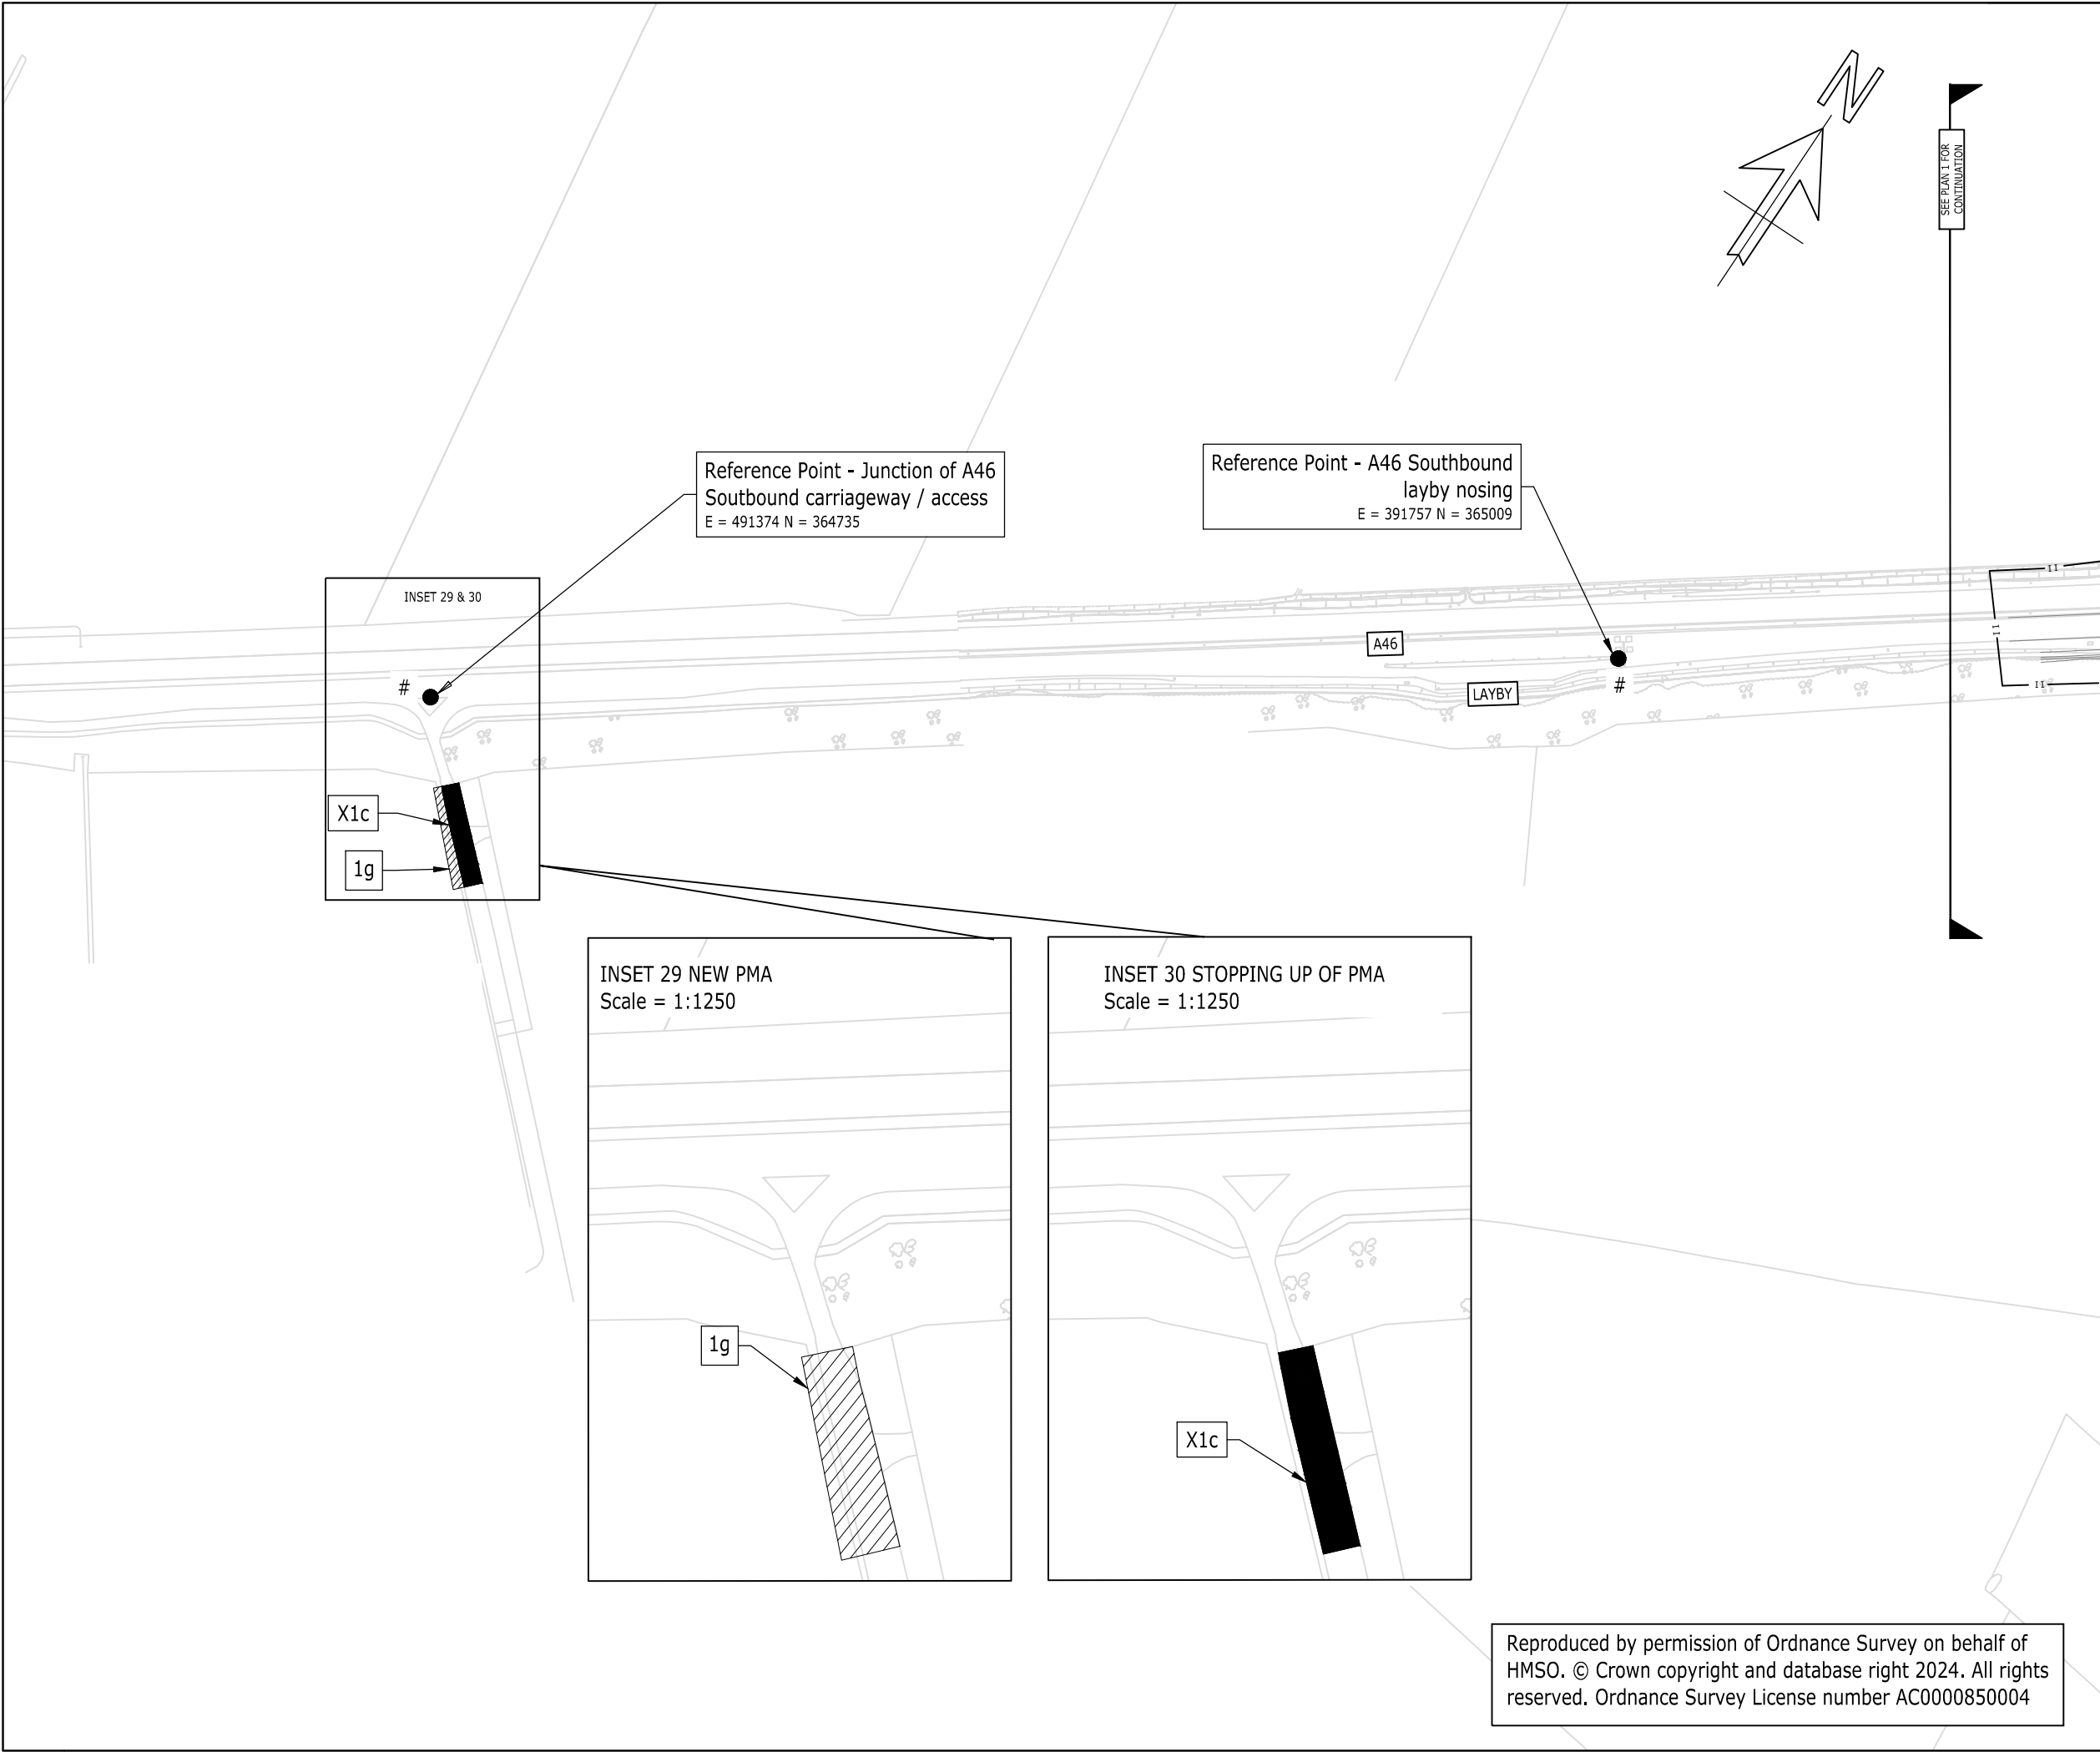 N
SEE PLAN 1 FOR
CONTINUATION
Reference Point - Junction of A46
Soutbound carriageway / access
E = 491374 N = 364735
Reference Point - A46 Southbound
layby nosing
E = 391757 N = 365009
INSET 29 & 30
11
11
11
A46
#
#
LAYBY
X1c
1g
INSET 29 NEW PMA
Scale = 1:1250
1g
INSET 30 STOPPING UP OF PMA
Scale = 1:1250
X1c
Reproduced by permission of Ordnance Survey on behalf of
HMSO. © Crown copyright and database right 2024. All rights
reserved. Ordnance Survey License number AC0000850004